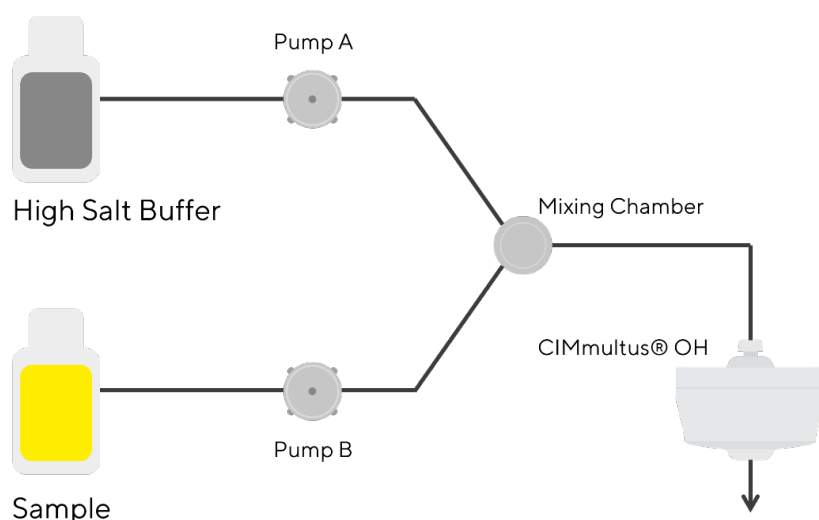 Pump A
High Salt Buffer
Mixing Chamber
CIMmultus® OH
Pump B
Sample